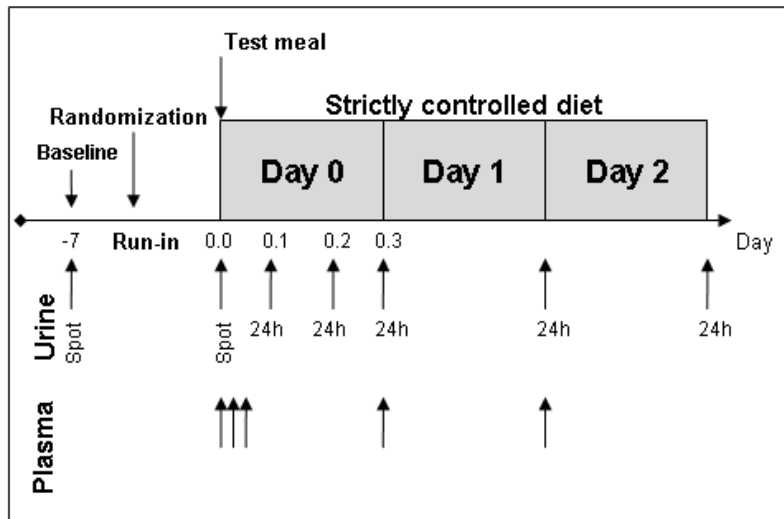 Test meal
Strictly controlled diet
Randomization
Baseline
Day 0 Day 1 Day 2
-7 Run-in 0.0 0.1 0.2 0.3 Day
Urine
Spot Spot 24h 24h 24h 24h 24h
Plasma